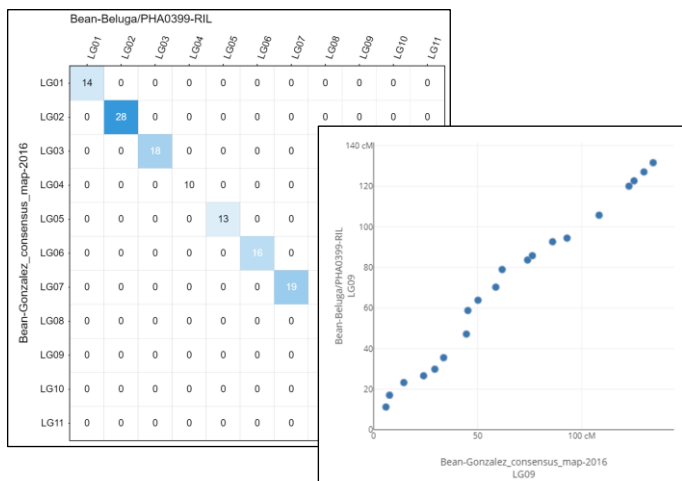 Bean-Beluga/PHA0399-RIL
LG01 LG02 LG03 LG04 LG05 LG06 LG07 LG08 LG09 LG10 LG11
Bean-Gonzalez_consensus_map-2016
LG01 14 0 0 0 0 0 0 0 0 0 0
LG02 0 28 0 0 0 0 0 0 0 0 0
LG03 0 0 18 0 0 0 0
LG04 0 0 0 10 0 0 0
LG05 0 0 0 0 13 0 0
LG06 0 0 0 0 0 16 0
LG07 0 0 0 0 0 0 19
LG08 0 0 0 0 0 0 0
LG09 0 0 0 0 0 0 0
LG10 0 0 0 0 0 0 0
LG11 0 0 0 0 0 0 0
140 cM
120
100
80
60
40
20
0
Bean-Beluga/PHA0399-RIL
LG09
0 50 100 cM
Bean-Gonzalez_consensus_map-2016
LG09